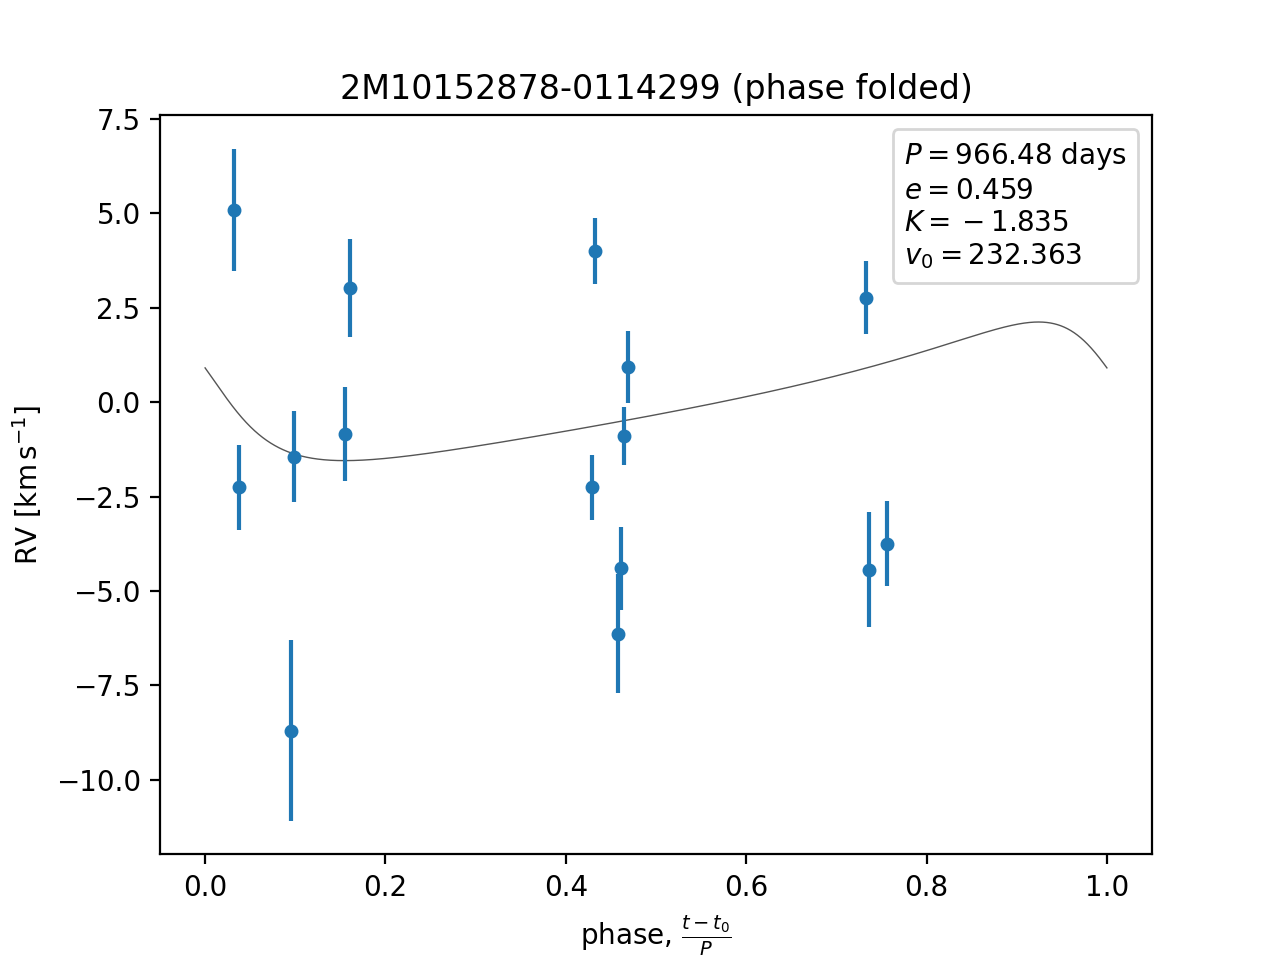 2M10152878-0114299 (phase folded)
7.5
5.0
2.5
0.0
−2.5
−5.0
−7.5
−10.0
RV [km s⁻¹]
P = 966.48 days
e = 0.459
K = −1.835
v₀ = 232.363
0.0 0.2 0.4 0.6 0.8 1.0
phase, (t − t₀)/P